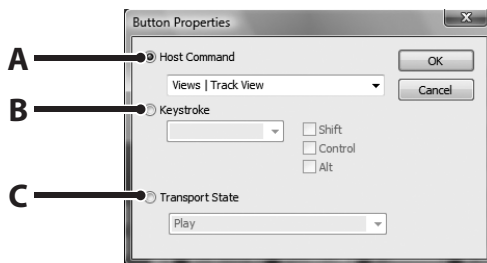 Button Properties
A
Host Command
OK
Views | Track View
Cancel
B
Keystroke
Shift
Control
Alt
C
Transport State
Play